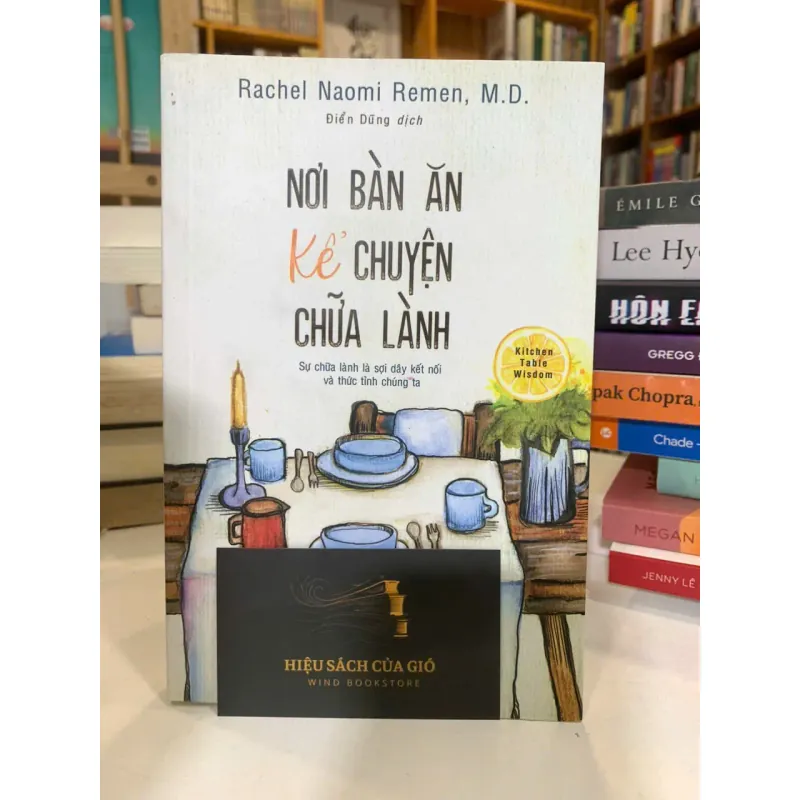 Rachel Naomi Remen, M.D.
Điển Dũng dịch
NƠI BÀN ĂN
Kể CHUYỆN
CHỮA LÀNH
Sự chữa lành là sợi dây kết nối
và thức tỉnh chúng ta
Kitchen
Table
Wisdom
HIỆU SÁCH CỦA GIÓ
WIND BOOKSTORE
ÉMILE G
Lee Hye
HÔN
GREGG
pak Chopra
Chade -
MEGAN
JENNY LÊ